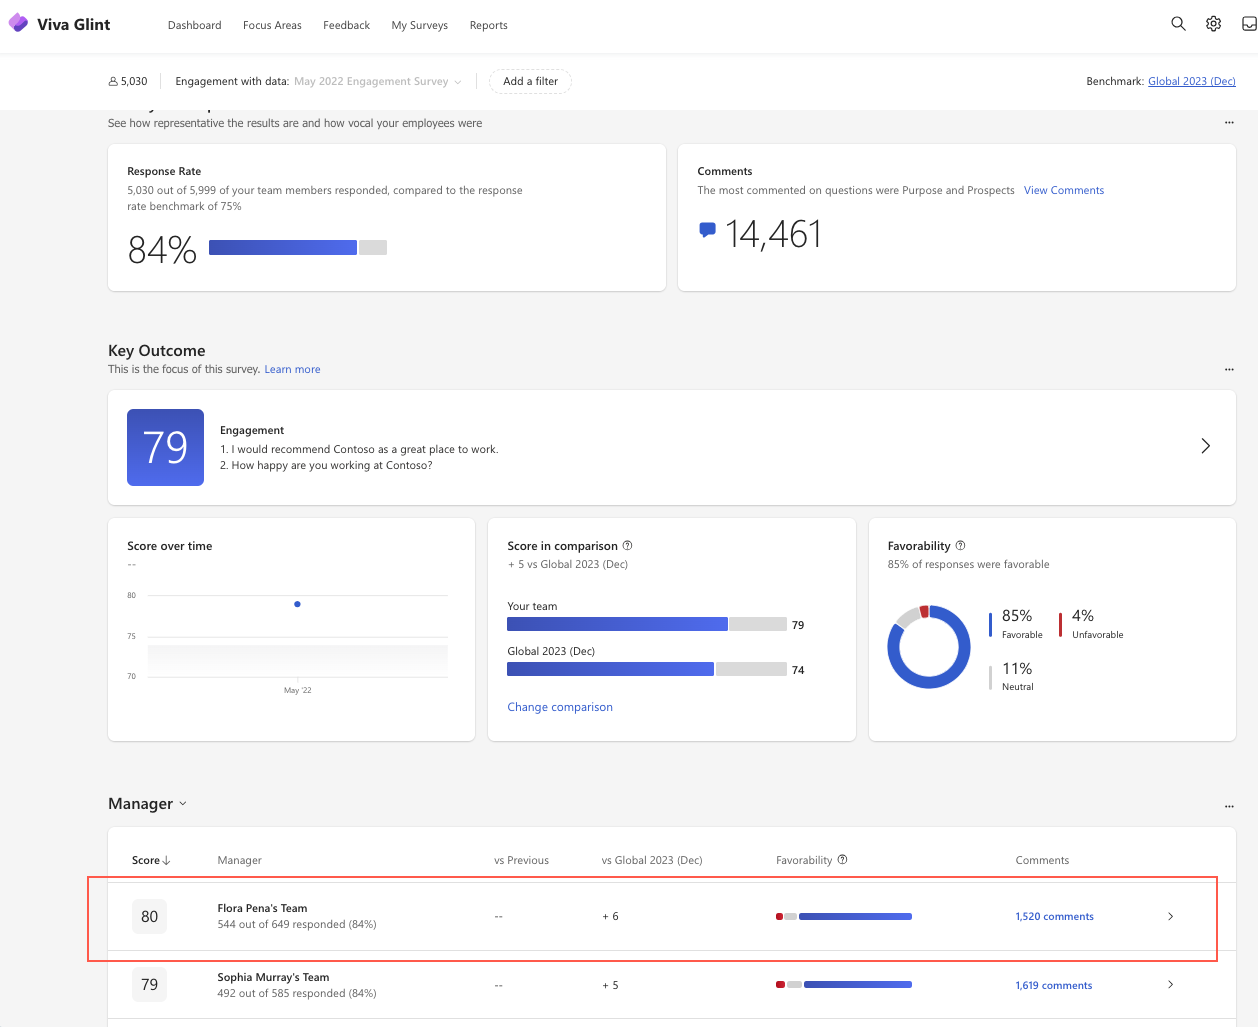 Viva Glint
Dashboard Focus Areas Feedback My Surveys Reports
5,030 Engagement with data: May 2022 Engagement Survey Add a filter Benchmark: Global 2023 (Dec)
See how representative the results are and how vocal your employees were
Response Rate
5,030 out of 5,999 of your team members responded, compared to the response
rate benchmark of 75%
84%
Comments
The most commented on questions were Purpose and Prospects View Comments
14,461
Key Outcome
This is the focus of this survey. Learn more
79
Engagement
1. I would recommend Contoso as a great place to work.
2. How happy are you working at Contoso?
Score over time
--
80
75
70
May '22
Score in comparison
+ 5 vs Global 2023 (Dec)
Your team
79
Global 2023 (Dec)
74
Change comparison
Favorability
85% of responses were favorable
85%
Favorable
4%
Unfavorable
11%
Neutral
Manager
Score Manager vs Previous vs Global 2023 (Dec) Favorability Comments
80
Flora Pena's Team
544 out of 649 responded (84%)
-- + 6 1,520 comments
79
Sophia Murray's Team
492 out of 585 responded (84%)
-- + 5 1,619 comments